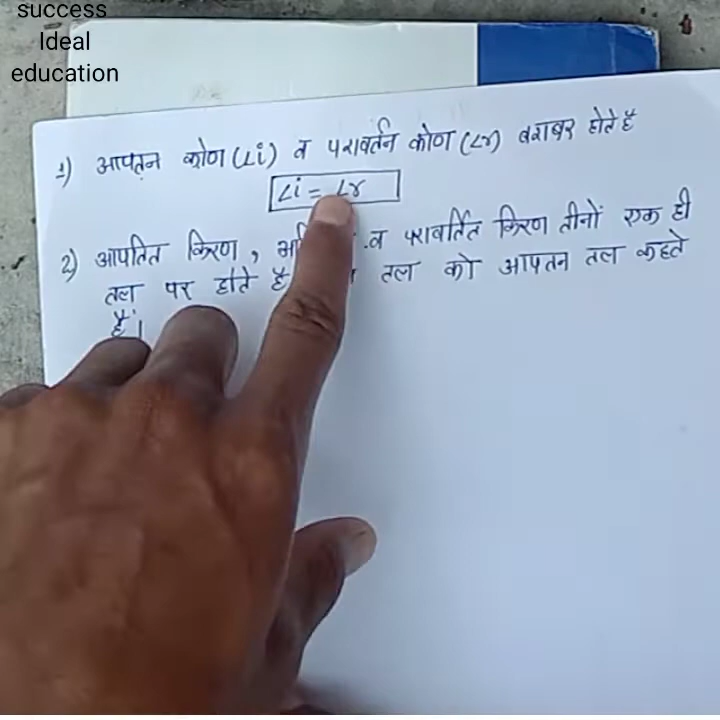 success
Ideal
education
1) आपतन कोण (∠i) व परावर्तन कोण (∠r) बराबर होते है
∠i = ∠r
2) आपतित किरण, व परावर्तित किरण तीनों एक ही
तल पर होते है तल को आपतन तल कहते
हैं।